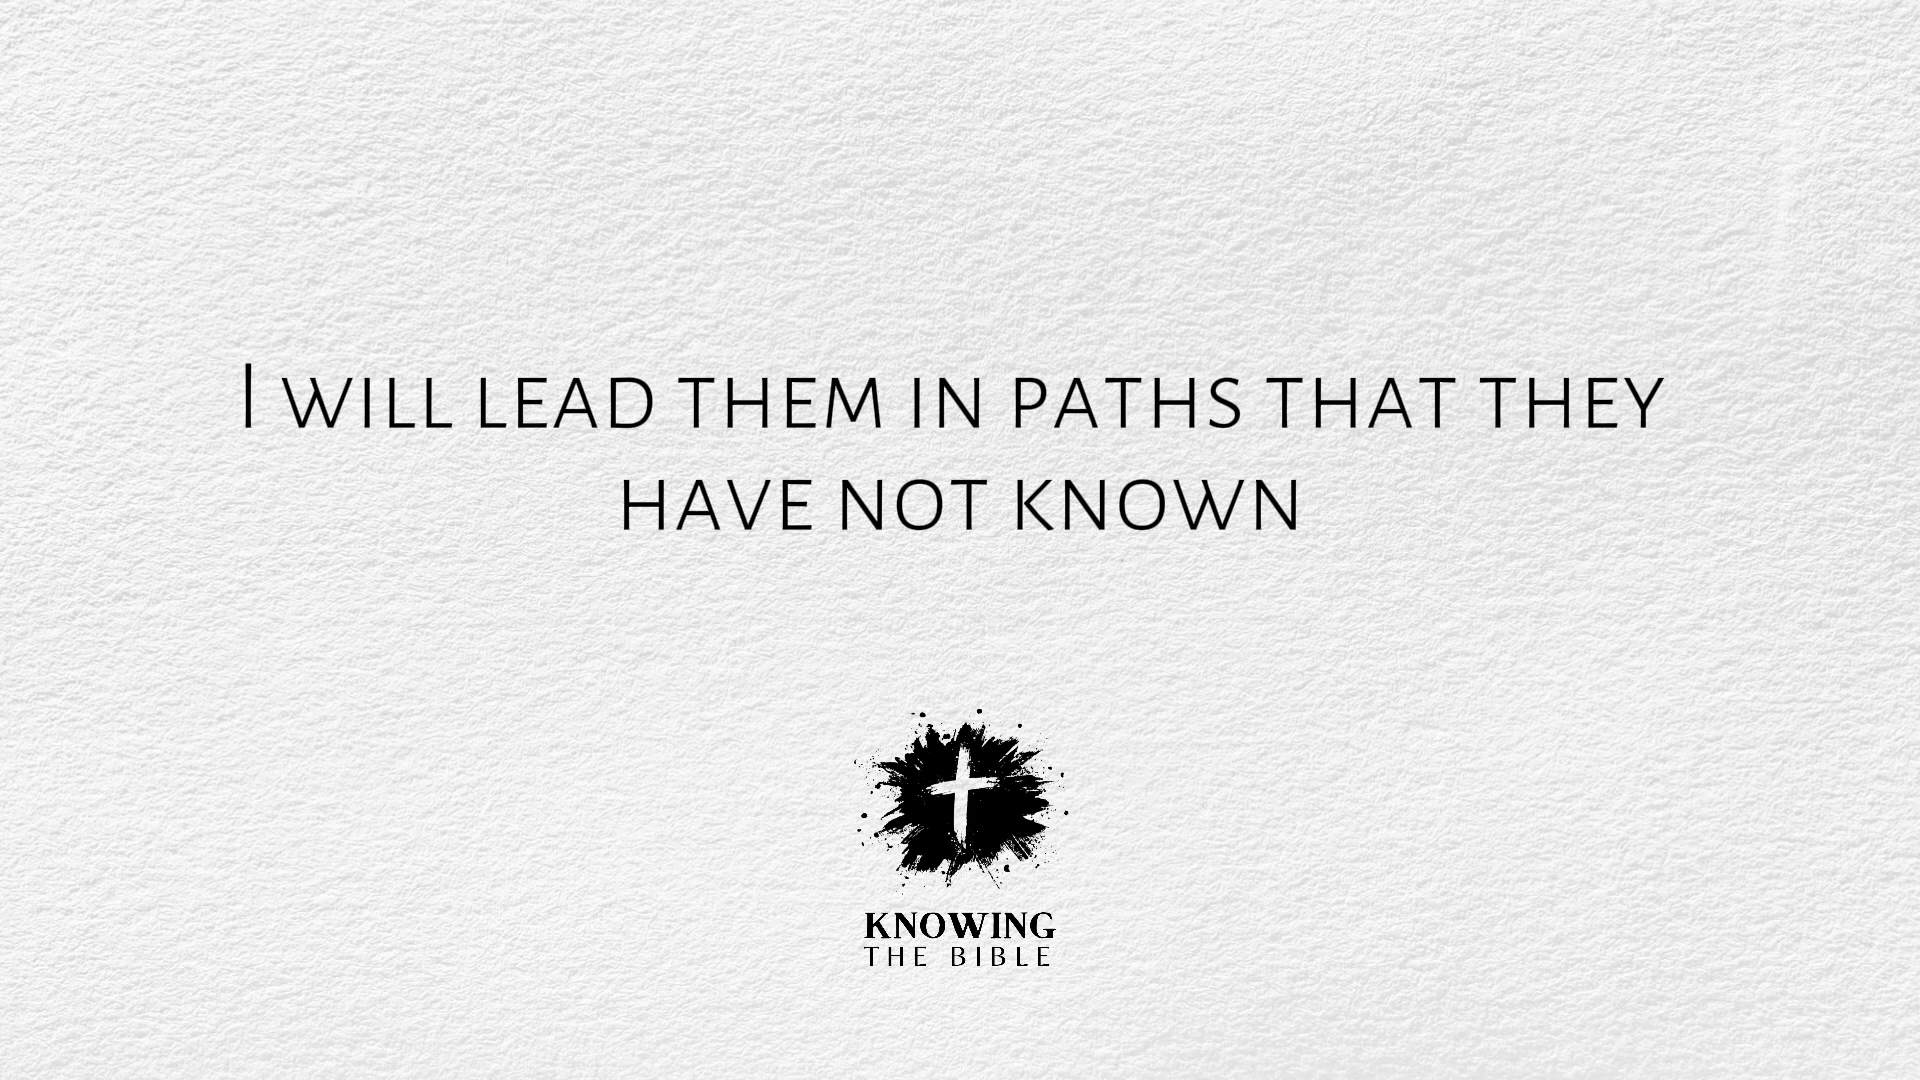 I WILL LEAD THEM IN PATHS THAT THEY
HAVE NOT KNOWN
KNOWING
THE BIBLE